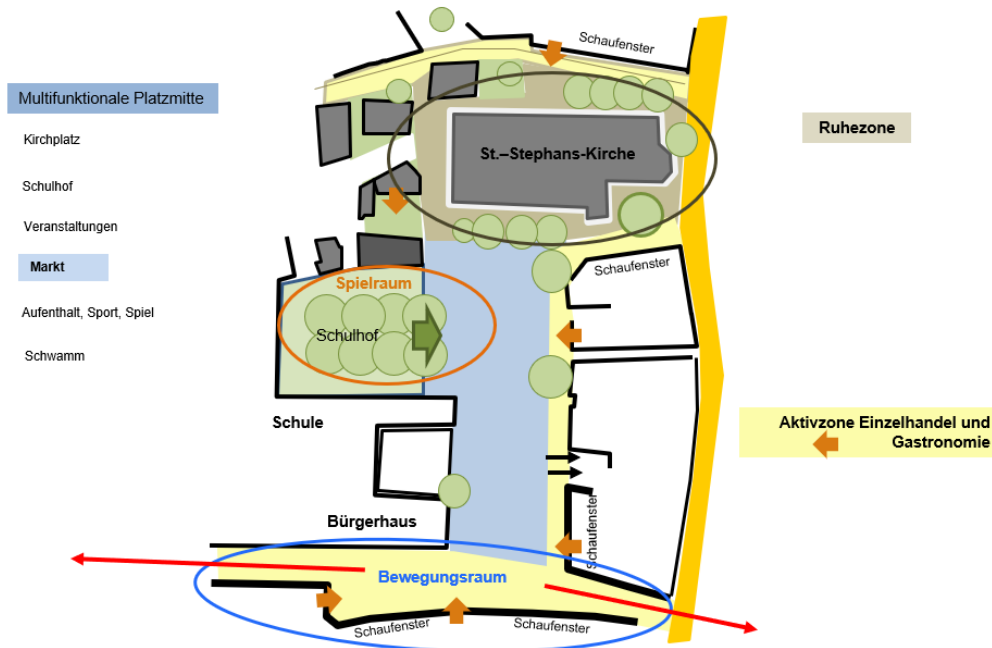 Schaufenster
Multifunktionale Platzmitte
Kirchplatz
Schulhof
Veranstaltungen
Markt
Aufenthalt, Sport, Spiel
Schwamm
St.–Stephans-Kirche
Ruhezone
Schaufenster
Spielraum
Schulhof
Schule
Aktivzone Einzelhandel und
Gastronomie
Bürgerhaus
Schaufenster
Bewegungsraum
Schaufenster
Schaufenster